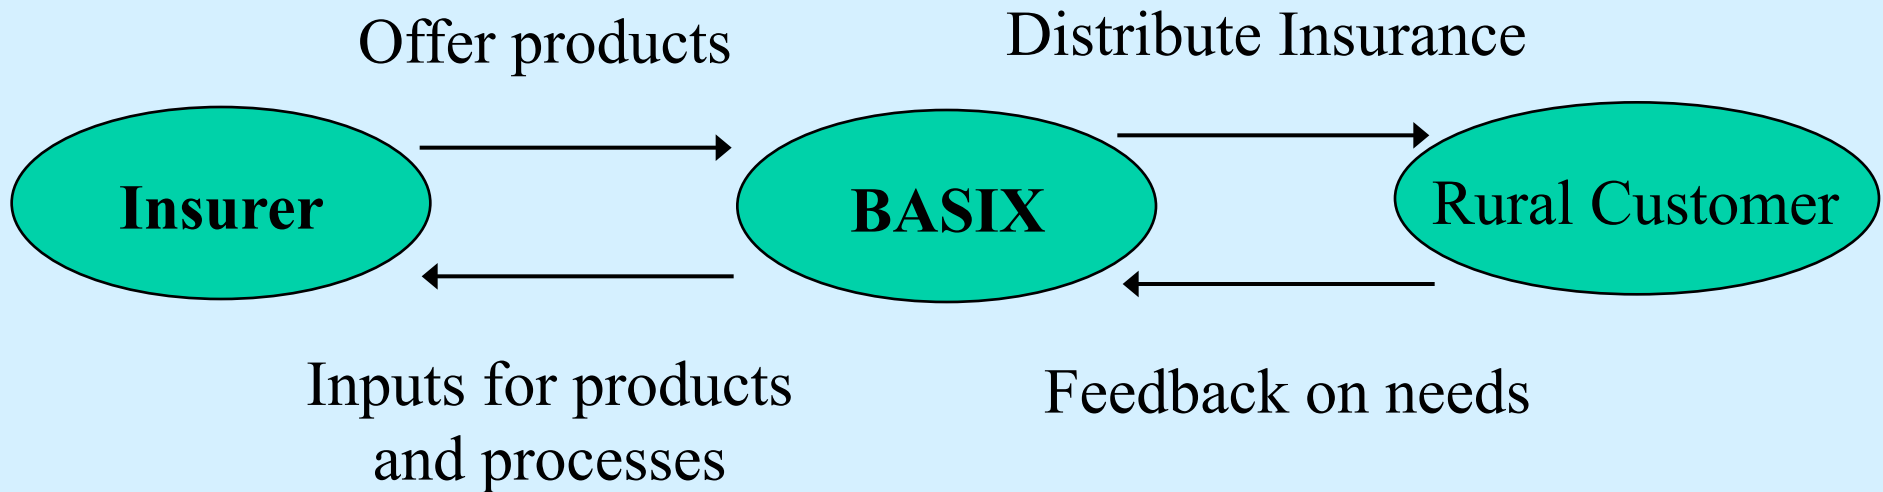 Offer products
Distribute Insurance
Insurer
BASIX
Rural Customer
Inputs for products
and processes
Feedback on needs